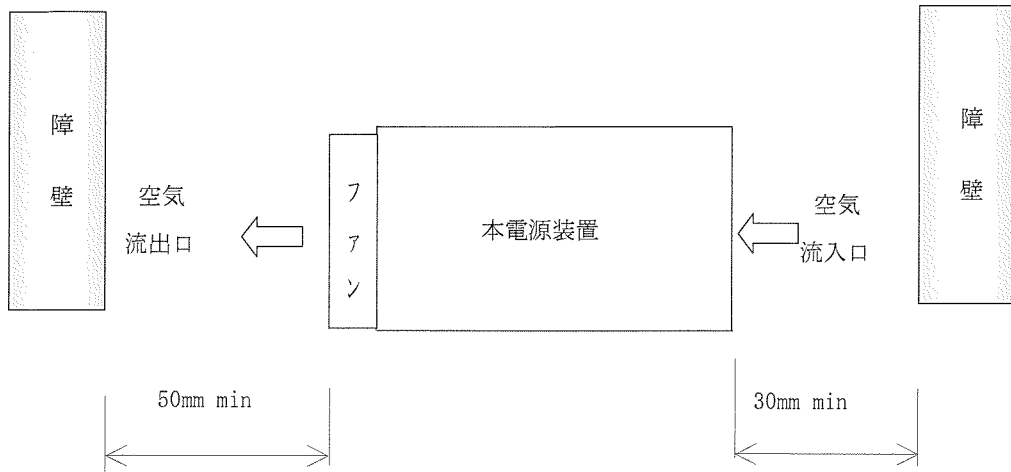 障壁
空気
流出口
ファン
本電源装置
空気
流入口
障壁
50mm min
30mm min